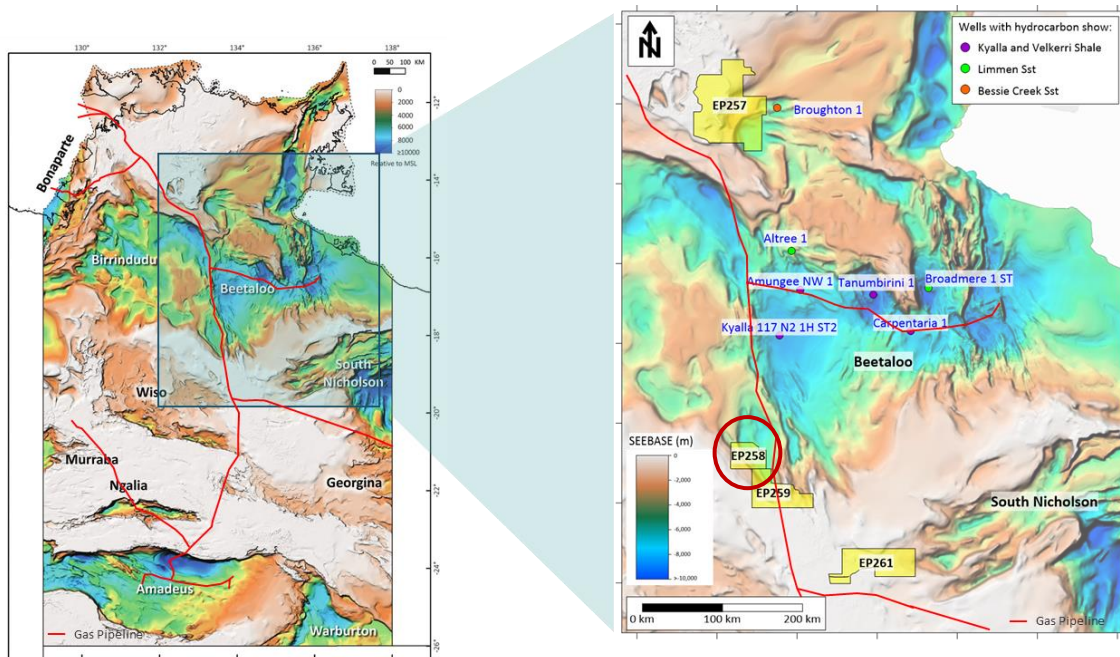 130°
132°
134°
136°
138°
0 50 100 KM
0
2000
4000
6000
8000
≥10000
Relative to MSL
-12°
-14°
-16°
-18°
-20°
-22°
-24°
-26°
Bonaparte
Birrindudu
Beetaloo
South
Nicholson
Wiso
Murraba
Ngalia
Georgina
Amadeus
Gas Pipeline
Warburton
N
Wells with hydrocarbon show:
Kyalla and Velkerri Shale
Limmen Sst
Bessie Creek Sst
EP257
Broughton 1
Altree 1
Amungee NW 1
Tanumbirini 1
Broadmere 1 ST
Kyalla 117 N2 1H ST2
Carpentaria 1
Beetaloo
SEEBASE (m)
0
-2,000
-4,000
-6,000
-8,000
>-10,000
EP258
EP259
South Nicholson
EP261
0 km 100 km 200 km
Gas Pipeline